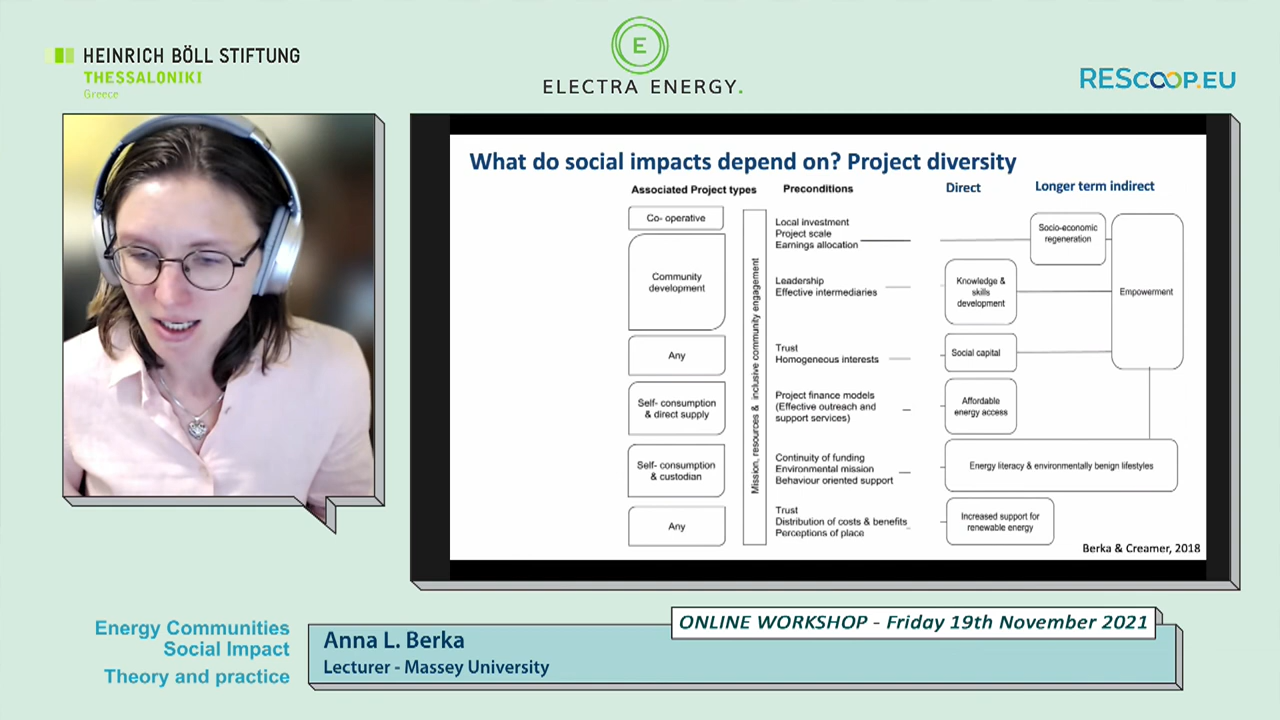 HEINRICH BÖLL STIFTUNG
THESSALONIKI
Greece
E
ELECTRA ENERGY.
REScoop.EU
What do social impacts depend on? Project diversity
Associated Project types
Preconditions
Direct
Longer term indirect
Co- operative
Community
development
Any
Self- consumption
& direct supply
Self- consumption
& custodian
Any
Mission, resources & inclusive community engagement
Local investment
Project scale
Earnings allocation
Leadership
Effective intermediaries
Trust
Homogeneous interests
Project finance models
(Effective outreach and
support services)
Continuity of funding
Environmental mission
Behaviour oriented support
Trust
Distribution of costs & benefits
Perceptions of place
Socio-economic
regeneration
Knowledge &
skills
development
Empowerment
Social capital
Affordable
energy access
Energy literacy & environmentally benign lifestyles
Increased support for
renewable energy
Berka & Creamer, 2018
ONLINE WORKSHOP - Friday 19th November 2021
Energy Communities
Social Impact
Theory and practice
Anna L. Berka
Lecturer - Massey University